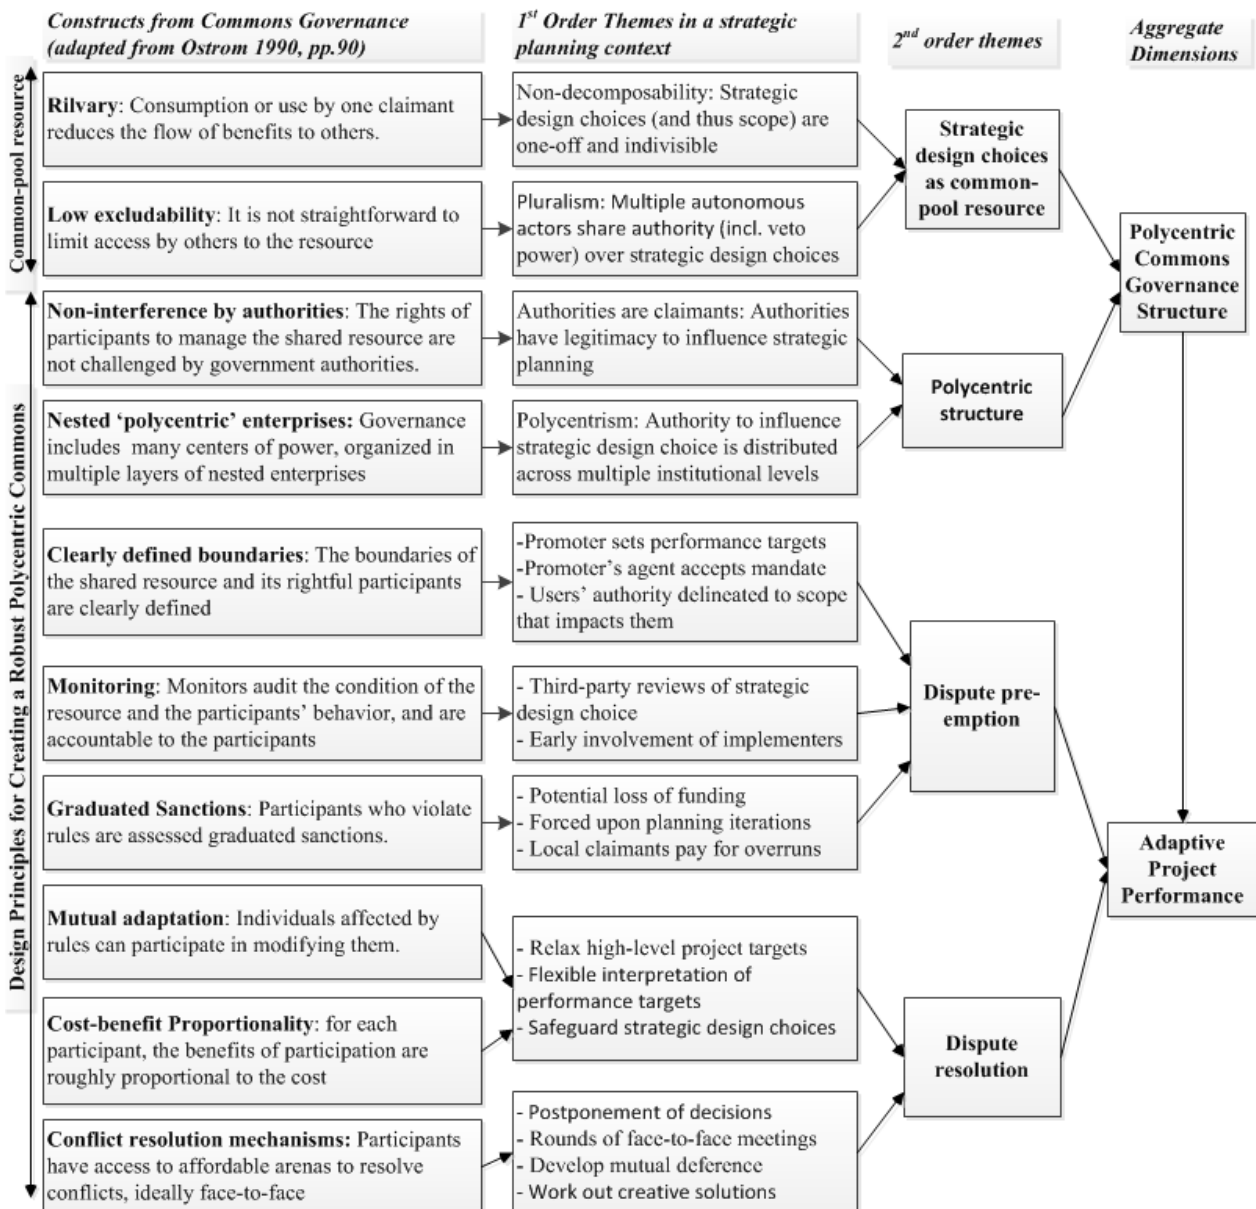 Constructs from Commons Governance
(adapted from Ostrom 1990, pp.90)
1st Order Themes in a strategic
planning context
2nd order themes
Aggregate
Dimensions
Common-pool resource
Design Principles for Creating a Robust Polycentric Commons
Rilvary: Consumption or use by one claimant
reduces the flow of benefits to others.
Non-decomposability: Strategic
design choices (and thus scope) are
one-off and indivisible
Low excludability: It is not straightforward to
limit access by others to the resource
Pluralism: Multiple autonomous
actors share authority (incl. veto
power) over strategic design choices
Strategic
design choices
as common-
pool resource
Non-interference by authorities: The rights of
participants to manage the shared resource are
not challenged by government authorities.
Authorities are claimants: Authorities
have legitimacy to influence strategic
planning
Nested ‘polycentric’ enterprises: Governance
includes many centers of power, organized in
multiple layers of nested enterprises
Polycentrism: Authority to influence
strategic design choice is distributed
across multiple institutional levels
Polycentric
structure
Polycentric
Commons
Governance
Structure
Clearly defined boundaries: The boundaries of
the shared resource and its rightful participants
are clearly defined
-Promoter sets performance targets
-Promoter’s agent accepts mandate
- Users’ authority delineated to scope
that impacts them
Monitoring: Monitors audit the condition of the
resource and the participants’ behavior, and are
accountable to the participants
- Third-party reviews of strategic
design choice
- Early involvement of implementers
Graduated Sanctions: Participants who violate
rules are assessed graduated sanctions.
- Potential loss of funding
- Forced upon planning iterations
- Local claimants pay for overruns
Dispute pre-
emption
Mutual adaptation: Individuals affected by
rules can participate in modifying them.
Cost-benefit Proportionality: for each
participant, the benefits of participation are
roughly proportional to the cost
- Relax high-level project targets
- Flexible interpretation of
performance targets
- Safeguard strategic design choices
Conflict resolution mechanisms: Participants
have access to affordable arenas to resolve
conflicts, ideally face-to-face
- Postponement of decisions
- Rounds of face-to-face meetings
- Develop mutual deference
- Work out creative solutions
Dispute
resolution
Adaptive
Project
Performance